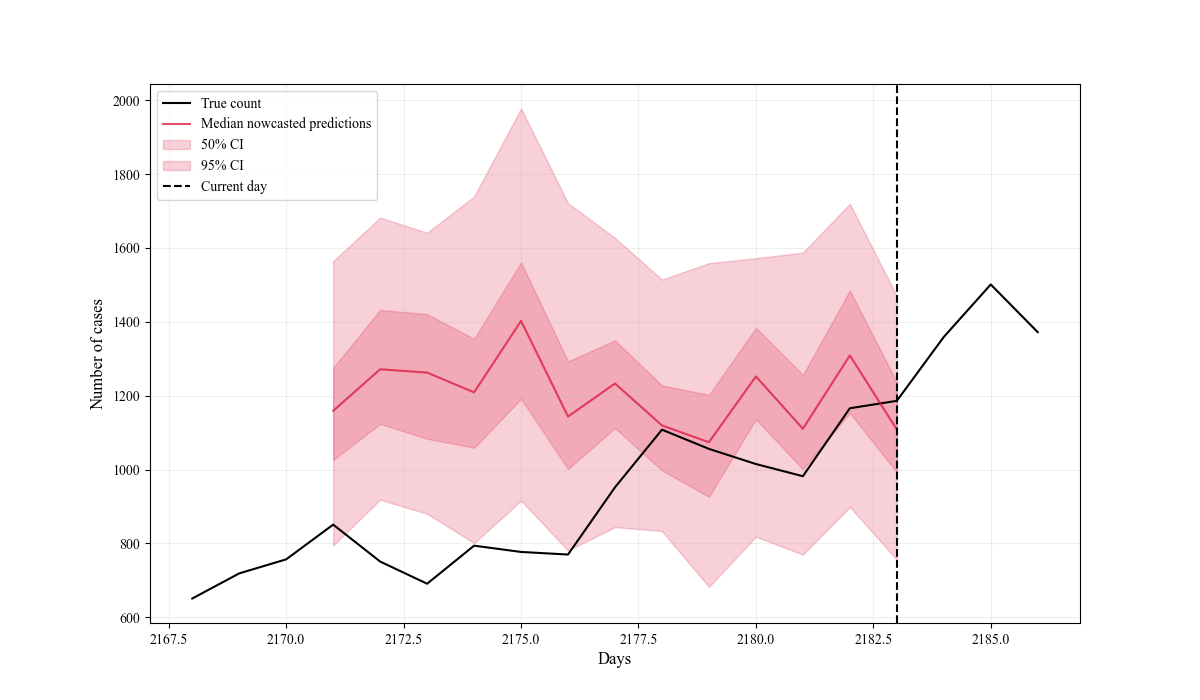 True count
Median nowcasted predictions
50% CI
95% CI
Current day
2000
1800
1600
1400
1200
1000
800
600
Number of cases
2167.5 2170.0 2172.5 2175.0 2177.5 2180.0 2182.5 2185.0
Days